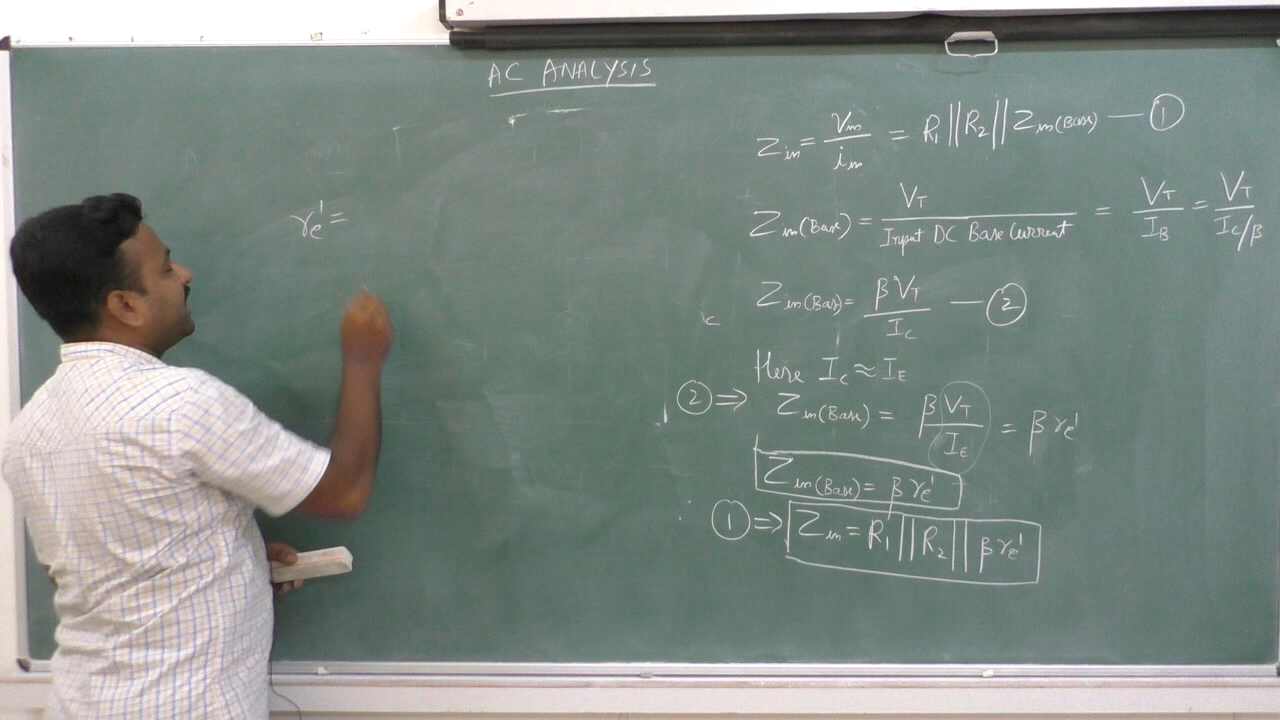 AC ANALYSIS
re' =
Zin = Vin/iin = R1 || R2 || Zin(Base) — ①
Zin(Base) = VT/Input DC Base Current = VT/IB = VT/IC/β
Zin(Base) = βVT/IC — ②
Here IC ≈ IE
② ⇒ Zin(Base) = βVT/IE = β re'
Zin(Base) = β re'
① ⇒ Zin = R1 || R2 || β re'